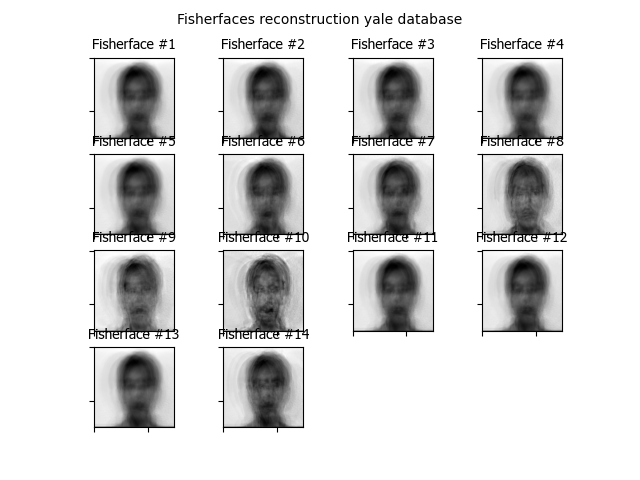 Fisherfaces reconstruction yale database
Fisherface #1 Fisherface #2 Fisherface #3 Fisherface #4
Fisherface #5 Fisherface #6 Fisherface #7 Fisherface #8
Fisherface #9 Fisherface #10 Fisherface #11 Fisherface #12
Fisherface #13 Fisherface #14